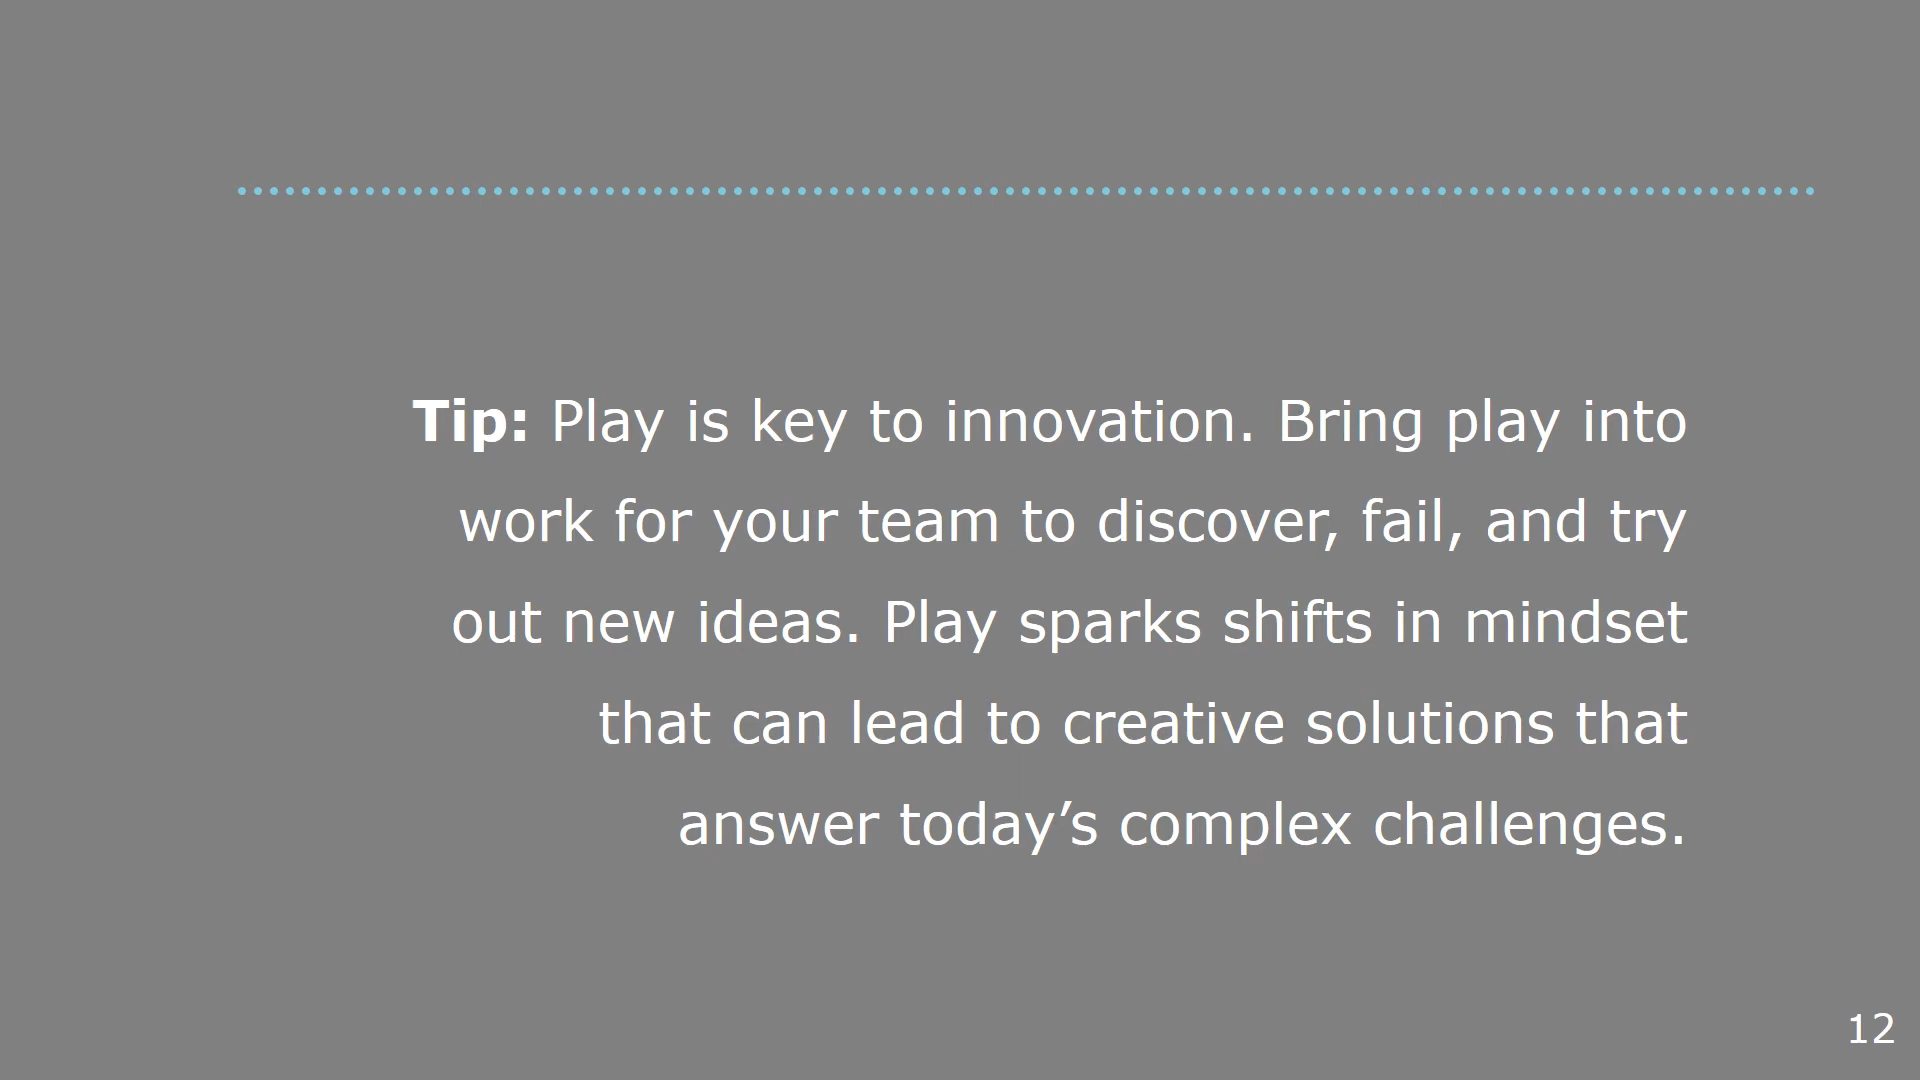 Tip: Play is key to innovation. Bring play into
work for your team to discover, fail, and try
out new ideas. Play sparks shifts in mindset
that can lead to creative solutions that
answer today’s complex challenges.
12